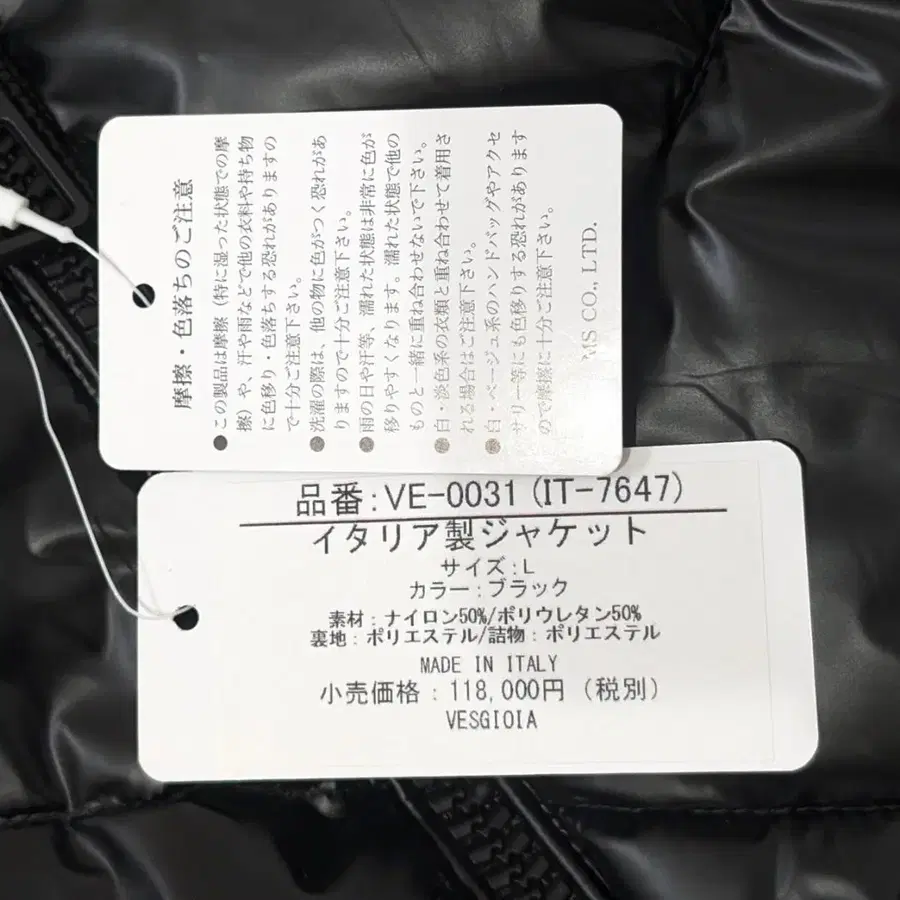 摩擦・色落ちのご注意
●この製品は摩擦（特に湿った状態での摩
擦）や、汗や雨などで他の衣料や持ち物
に色移り・色落ちする恐れがありますの
で十分ご注意下さい。
●洗濯の際は、他の物に色がつく恐れがあ
りますので十分ご注意下さい。
●雨の日や汗等、濡れた状態は非常に色が
移りやすくなります。濡れた状態で他の
ものと一緒に重ね合わせないで下さい。
●白・淡色系の衣類と重ね合わせて着用さ
れる場合はご注意下さい。
●白・ベージュ系のハンドバッグやアクセ
サリー等にも色移りする恐れがあります
ので摩擦に十分ご注意下さい。
MS CO., LTD.
品番:VE-0031(IT-7647)
イタリア製ジャケット
サイズ:L
カラー:ブラック
素材:ナイロン50%/ポリウレタン50%
裏地:ポリエステル/詰物:ポリエステル
MADE IN ITALY
小売価格:118,000円（税別）
VESGIOIA